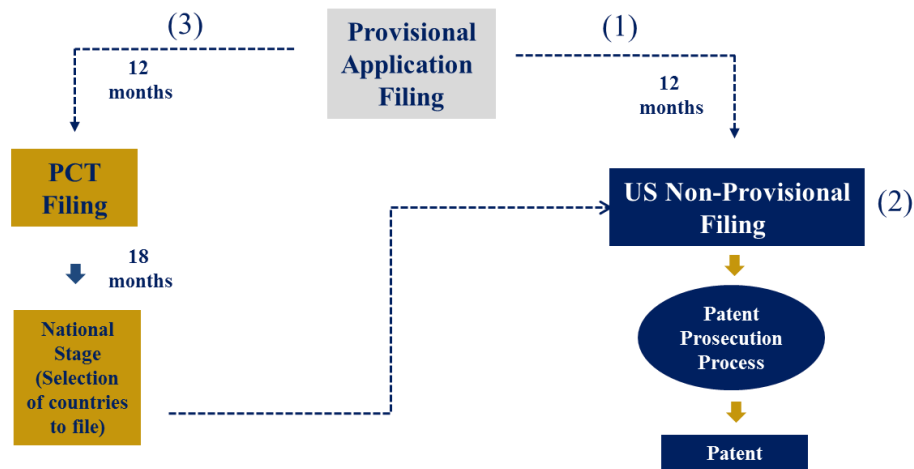 (3)
Provisional
Application
Filing
(1)
12
months
12
months
PCT
Filing
US Non-Provisional
Filing
(2)
18
months
National
Stage
(Selection
of countries
to file)
Patent
Prosecution
Process
Patent